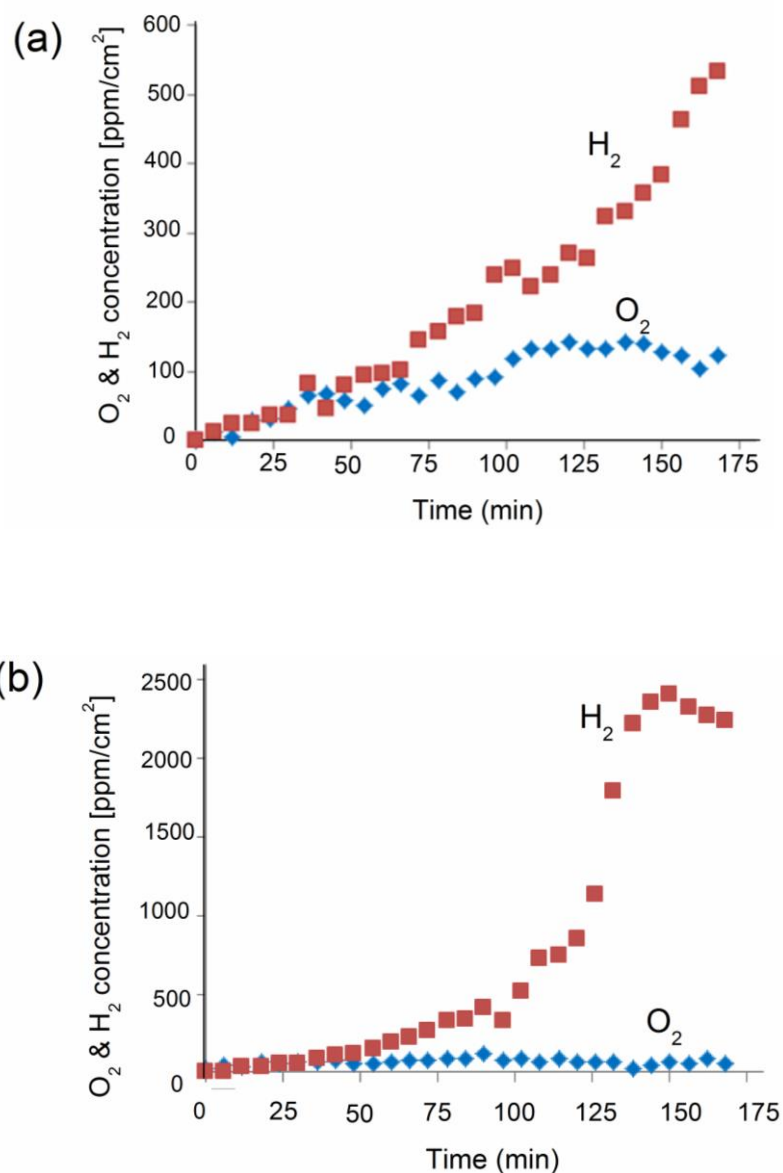 (a)
O₂ & H₂ concentration [ppm/cm²]
600
500
400
300
200
100
0
H₂
O₂
0 25 50 75 100 125 150 175
Time (min)
(b)
O₂ & H₂ concentration [ppm/cm²]
2500
2000
1500
1000
500
0
H₂
O₂
0 25 50 75 100 125 150 175
Time (min)